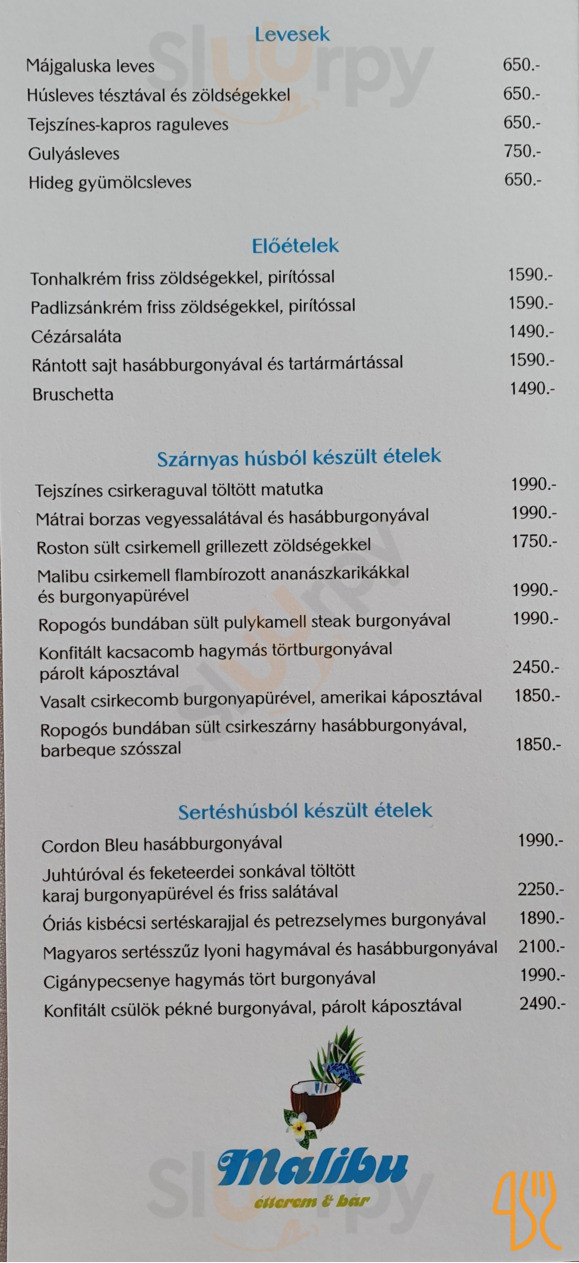 Levesek
Májgaluska leves 650.-
Húsleves tésztával és zöldségekkel 650.-
Tejszínes-kapros raguleves 650.-
Gulyásleves 750.-
Hideg gyümölcsleves 650.-
Előételek
Tonhalkrém friss zöldségekkel, pirítóssal 1590.-
Padlizsánkrém friss zöldségekkel, pirítóssal 1590.-
Cézársaláta 1490.-
Rántott sajt hasábburgonyával és tartármártással 1590.-
Bruschetta 1490.-
Szárnyas húsból készült ételek
Tejszínes csirkeraguval töltött matutka 1990.-
Mátrai borzas vegyessalátával és hasábburgonyával 1990.-
Roston sült csirkemell grillezett zöldségekkel 1750.-
Malibu csirkemell flambírozott ananászkarikákkal
és burgonyapürével 1990.-
Ropogós bundában sült pulykamell steak burgonyával 1990.-
Konfitált kacsacomb hagymás törtburgonyával
párolt káposztával 2450.-
Vasalt csirkecomb burgonyapürével, amerikai káposztával 1850.-
Ropogós bundában sült csirkeszárny hasábburgonyával,
barbeque szósszal 1850.-
Sertéshúsból készült ételek
Cordon Bleu hasábburgonyával 1990.-
Juhtúróval és feketeerdei sonkával töltött
karaj burgonyapürével és friss salátával 2250.-
Óriás kisbécsi sertéskarajjal és petrezselymes burgonyával 1890.-
Magyaros sertésszűz lyoni hagymával és hasábburgonyával 2100.-
Cigánypecsenye hagymás tört burgonyával 1990.-
Konfitált csülök pékné burgonyával, párolt káposztával 2490.-
Malibu
étterem & bár
Sluurpy
Sluurpy
Sluurpy